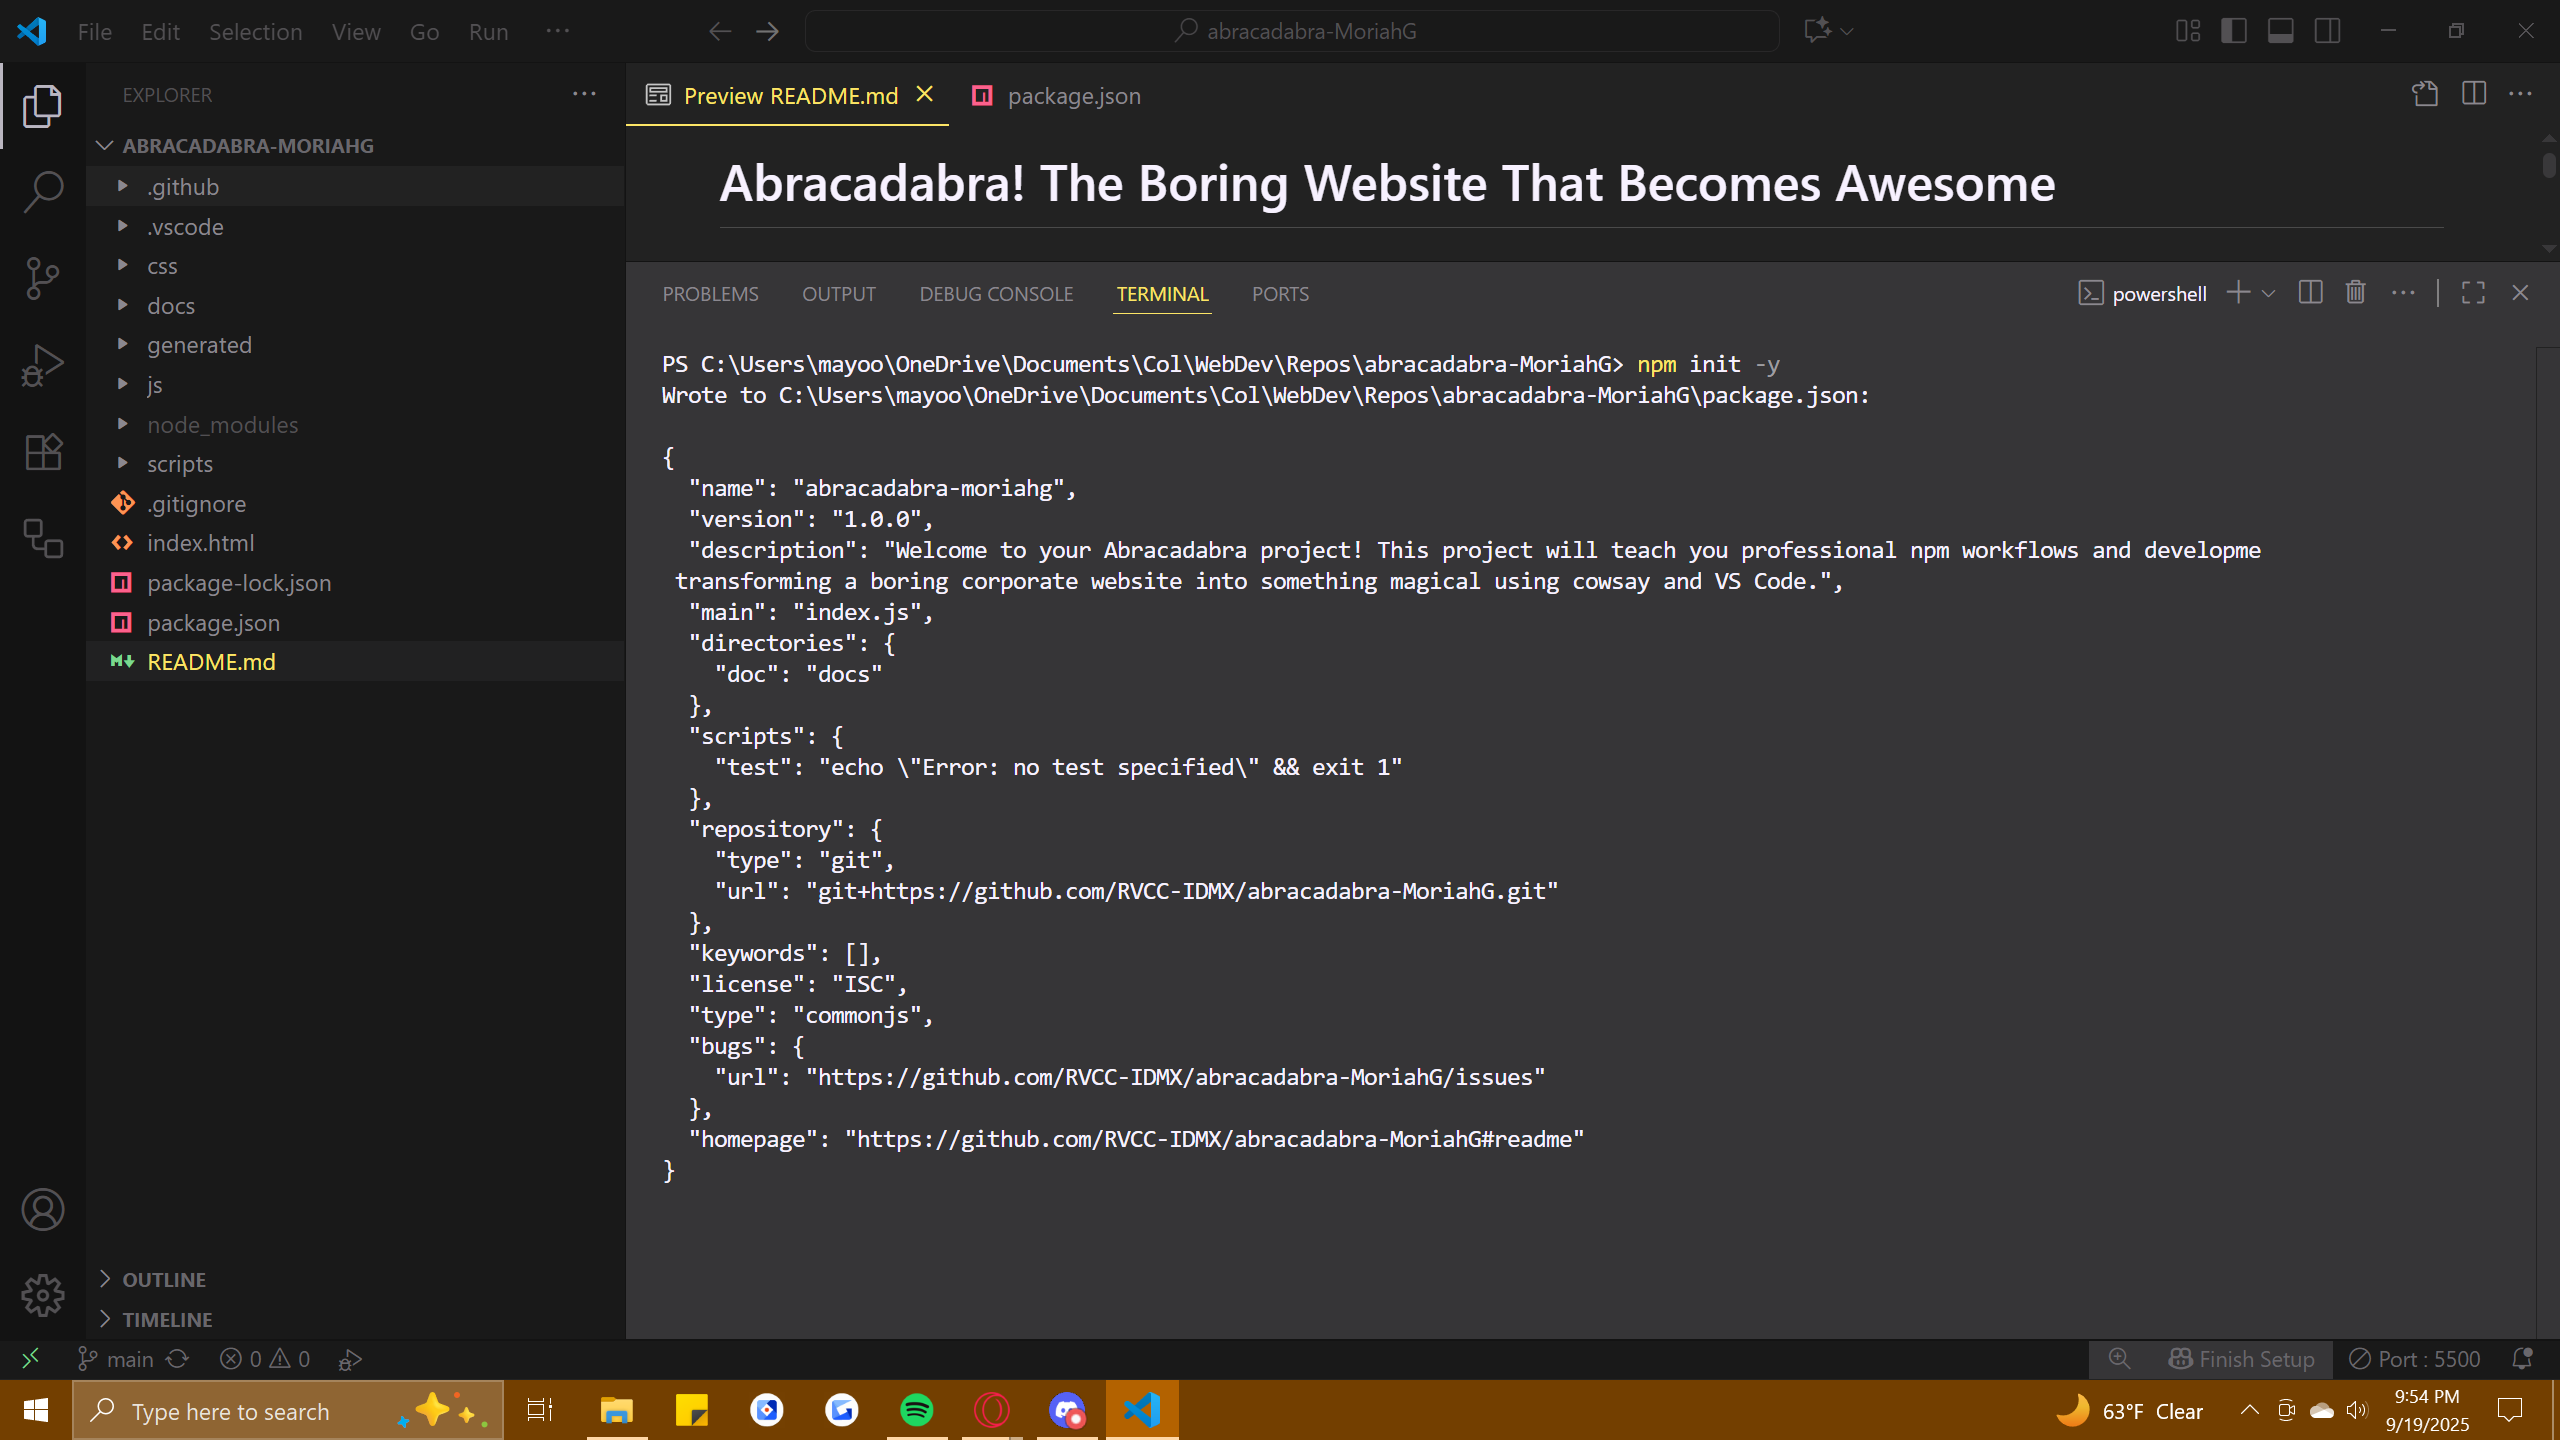 File Edit Selection View Go Run ···
abracadabra-MoriahG
EXPLORER
ABRACADABRA-MORIAHG
.github
.vscode
css
docs
generated
js
node_modules
scripts
.gitignore
index.html
package-lock.json
package.json
README.md
OUTLINE
TIMELINE
Preview README.md
package.json
Abracadabra! The Boring Website That Becomes Awesome
PROBLEMS OUTPUT DEBUG CONSOLE TERMINAL PORTS
powershell
PS C:\Users\mayoo\OneDrive\Documents\Col\WebDev\Repos\abracadabra-MoriahG> npm init -y
Wrote to C:\Users\mayoo\OneDrive\Documents\Col\WebDev\Repos\abracadabra-MoriahG\package.json:
{
"name": "abracadabra-moriahg",
"version": "1.0.0",
"description": "Welcome to your Abracadabra project! This project will teach you professional npm workflows and developme
transforming a boring corporate website into something magical using cowsay and VS Code.",
"main": "index.js",
"directories": {
"doc": "docs"
},
"scripts": {
"test": "echo \"Error: no test specified\" && exit 1"
},
"repository": {
"type": "git",
"url": "git+https://github.com/RVCC-IDMX/abracadabra-MoriahG.git"
},
"keywords": [],
"license": "ISC",
"type": "commonjs",
"bugs": {
"url": "https://github.com/RVCC-IDMX/abracadabra-MoriahG/issues"
},
"homepage": "https://github.com/RVCC-IDMX/abracadabra-MoriahG#readme"
}
main 0 0
Finish Setup
Port : 5500
Type here to search
63°F Clear
9:54 PM
9/19/2025